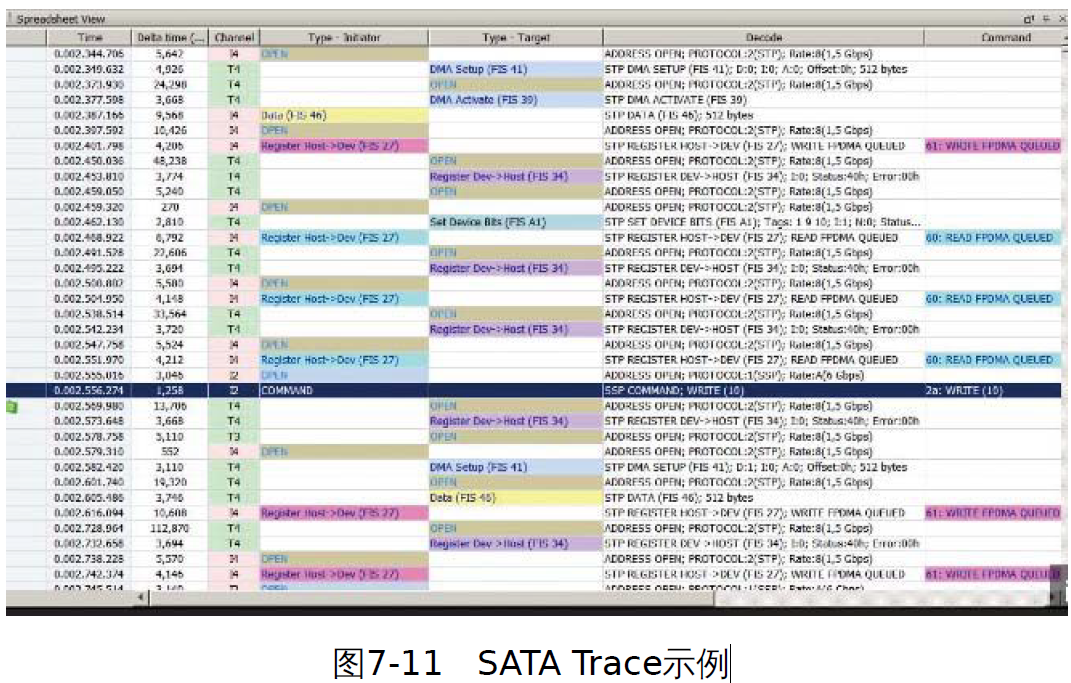 Spreadsheet View
Time Delta time (... Channel Type - Initiator Type - Target Decode Command
0.002.344.706 5,642 I4 OPEN ADDRESS OPEN; PROTOCOL:2(STP); Rate:8(1,5 Gbps)
0.002.349.632 4,926 T4 DMA Setup (FIS 41) STP DMA SETUP (FIS 41); D:0; I:0; A:0; Offset:0h; 512 bytes
0.002.373.930 24,298 T4 OPEN ADDRESS OPEN; PROTOCOL:2(STP); Rate:8(1,5 Gbps)
0.002.377.598 3,668 T4 DMA Activate (FIS 39) STP DMA ACTIVATE (FIS 39)
0.002.387.166 9,568 I4 Data (FIS 46) STP DATA (FIS 46); 512 bytes
0.002.397.592 10,426 I4 OPEN ADDRESS OPEN; PROTOCOL:2(STP); Rate:8(1,5 Gbps)
0.002.401.798 4,206 I4 Register Host->Dev (FIS 27) STP REGISTER HOST->DEV (FIS 27); WRITE FPDMA QUEUED 61: WRITE FPDMA QUEUED
0.002.450.036 48,238 T4 OPEN ADDRESS OPEN; PROTOCOL:2(STP); Rate:8(1,5 Gbps)
0.002.453.810 3,774 T4 Register Dev->Host (FIS 34) STP REGISTER DEV->HOST (FIS 34); I:0; Status:40h; Error:00h
0.002.459.050 5,240 T4 OPEN ADDRESS OPEN; PROTOCOL:2(STP); Rate:8(1,5 Gbps)
0.002.459.320 270 I4 OPEN ADDRESS OPEN; PROTOCOL:2(STP); Rate:8(1,5 Gbps)
0.002.462.130 2,810 T4 Set Device Bits (FIS A1) STP SET DEVICE BITS (FIS A1); Tags: 1 9 10; I:1; N:0; Status...
0.002.468.922 6,792 I4 Register Host->Dev (FIS 27) STP REGISTER HOST->DEV (FIS 27); READ FPDMA QUEUED 60: READ FPDMA QUEUED
0.002.491.528 22,606 T4 OPEN ADDRESS OPEN; PROTOCOL:2(STP); Rate:8(1,5 Gbps)
0.002.495.222 3,694 T4 Register Dev->Host (FIS 34) STP REGISTER DEV->HOST (FIS 34); I:0; Status:40h; Error:00h
0.002.500.802 5,580 I4 OPEN ADDRESS OPEN; PROTOCOL:2(STP); Rate:8(1,5 Gbps)
0.002.504.950 4,148 I4 Register Host->Dev (FIS 27) STP REGISTER HOST->DEV (FIS 27); READ FPDMA QUEUED 60: READ FPDMA QUEUED
0.002.538.514 33,564 T4 OPEN ADDRESS OPEN; PROTOCOL:2(STP); Rate:8(1,5 Gbps)
0.002.542.234 3,720 T4 Register Dev->Host (FIS 34) STP REGISTER DEV->HOST (FIS 34); I:0; Status:40h; Error:00h
0.002.547.758 5,524 I4 OPEN ADDRESS OPEN; PROTOCOL:2(STP); Rate:8(1,5 Gbps)
0.002.551.970 4,212 I4 Register Host->Dev (FIS 27) STP REGISTER HOST->DEV (FIS 27); READ FPDMA QUEUED 60: READ FPDMA QUEUED
0.002.555.016 3,046 I2 OPEN ADDRESS OPEN; PROTOCOL:1(SSP); Rate:A(6 Gbps)
0.002.556.274 1,258 I2 COMMAND SSP COMMAND; WRITE (10) 2a: WRITE (10)
0.002.569.980 13,706 T4 OPEN ADDRESS OPEN; PROTOCOL:2(STP); Rate:8(1,5 Gbps)
0.002.573.648 3,668 T4 Register Dev->Host (FIS 34) STP REGISTER DEV->HOST (FIS 34); I:0; Status:40h; Error:00h
0.002.578.758 5,110 T3 OPEN ADDRESS OPEN; PROTOCOL:2(STP); Rate:8(1,5 Gbps)
0.002.579.310 552 I4 OPEN ADDRESS OPEN; PROTOCOL:2(STP); Rate:8(1,5 Gbps)
0.002.582.420 3,110 T4 DMA Setup (FIS 41) STP DMA SETUP (FIS 41); D:1; I:0; A:0; Offset:0h; 512 bytes
0.002.601.740 19,320 T4 OPEN ADDRESS OPEN; PROTOCOL:2(STP); Rate:8(1,5 Gbps)
0.002.605.486 3,746 T4 Data (FIS 46) STP DATA (FIS 46); 512 bytes
0.002.616.094 10,608 I4 Register Host->Dev (FIS 27) STP REGISTER HOST->DEV (FIS 27); WRITE FPDMA QUEUED 61: WRITE FPDMA QUEUED
0.002.728.964 112,870 T4 OPEN ADDRESS OPEN; PROTOCOL:2(STP); Rate:8(1,5 Gbps)
0.002.732.658 3,694 T4 Register Dev->Host (FIS 34) STP REGISTER DEV->HOST (FIS 34); I:0; Status:40h; Error:00h
0.002.738.228 5,570 I4 OPEN ADDRESS OPEN; PROTOCOL:2(STP); Rate:8(1,5 Gbps)
0.002.742.374 4,146 I4 Register Host->Dev (FIS 27) STP REGISTER HOST->DEV (FIS 27); WRITE FPDMA QUEUED 61: WRITE FPDMA QUEUED
0.002.745.514 3,140 I2 OPEN ADDRESS OPEN; PROTOCOL:1(SSP); Rate:A(6 Gbps)
图7-11 SATA Trace示例